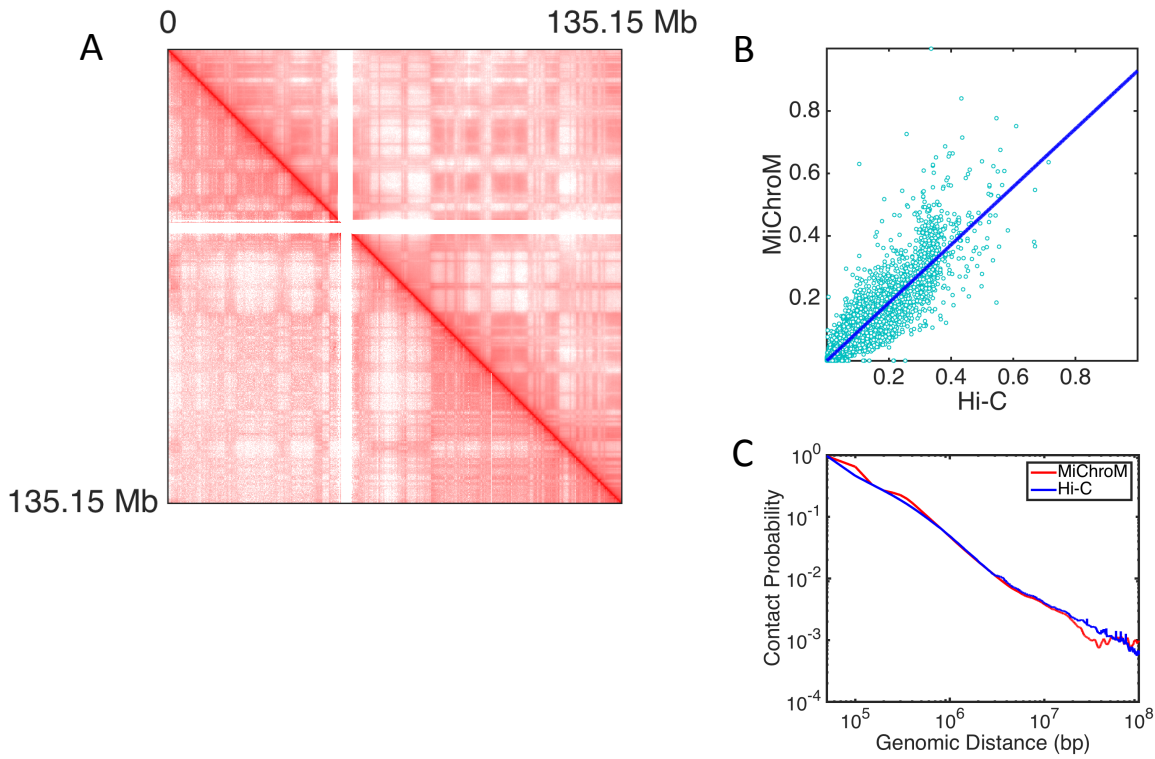 0
135.15 Mb
A
135.15 Mb
B
0.8
0.6
0.4
0.2
MiChroM
0.2
0.4
0.6
0.8
Hi-C
C
10^0
10^-1
10^-2
10^-3
10^-4
Contact Probability
MiChroM
Hi-C
10^5
10^6
10^7
10^8
Genomic Distance (bp)